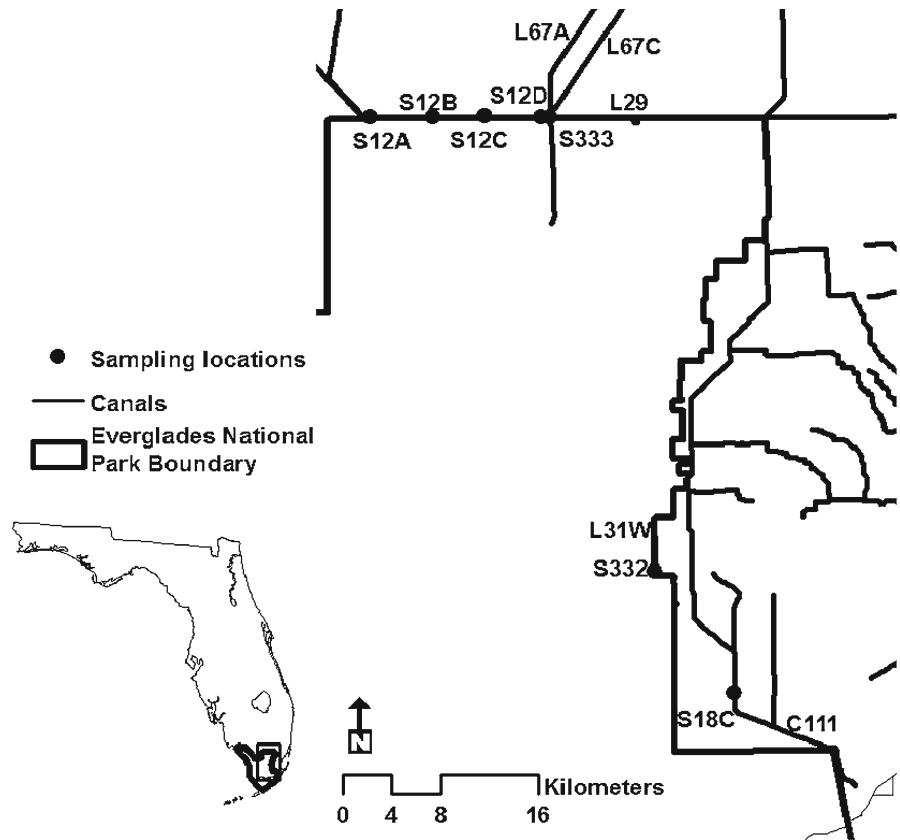 L67A
L67C
S12B
S12D
L29
S12A
S12C
S333
Sampling locations
Canals
Everglades National
Park Boundary
L31W
S332
S18C
C111
N
Kilometers
0 4 8 16